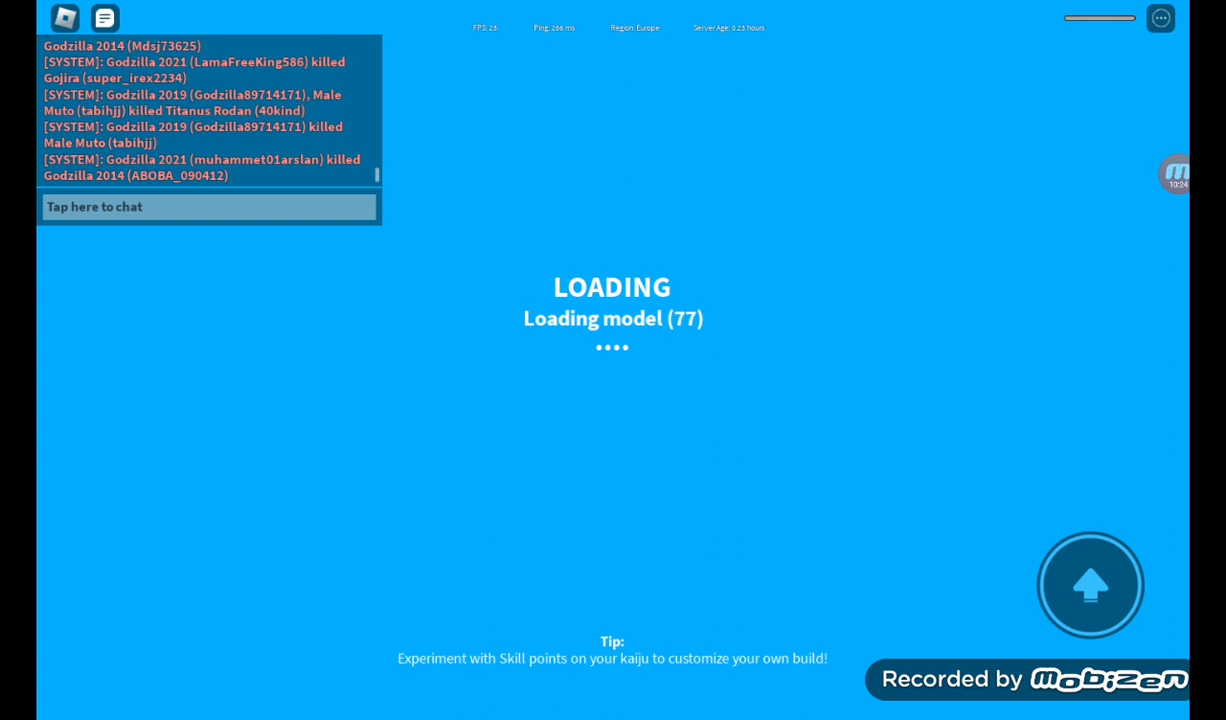 FPS: 23 Ping: 266 ms Region: Europe Server Age: 0.23 hours
Godzilla 2014 (Mdsj73625)
[SYSTEM]: Godzilla 2021 (LamaFreeKing586) killed
Gojira (super_irex2234)
[SYSTEM]: Godzilla 2019 (Godzilla89714171), Male
Muto (tabihjj) killed Titanus Rodan (40kind)
[SYSTEM]: Godzilla 2019 (Godzilla89714171) killed
Male Muto (tabihjj)
[SYSTEM]: Godzilla 2021 (muhammet01arslan) killed
Godzilla 2014 (ABOBA_090412)
Tap here to chat
m
10:24
LOADING
Loading model (77)
Tip:
Experiment with Skill points on your kaiju to customize your own build!
Recorded by mobizen